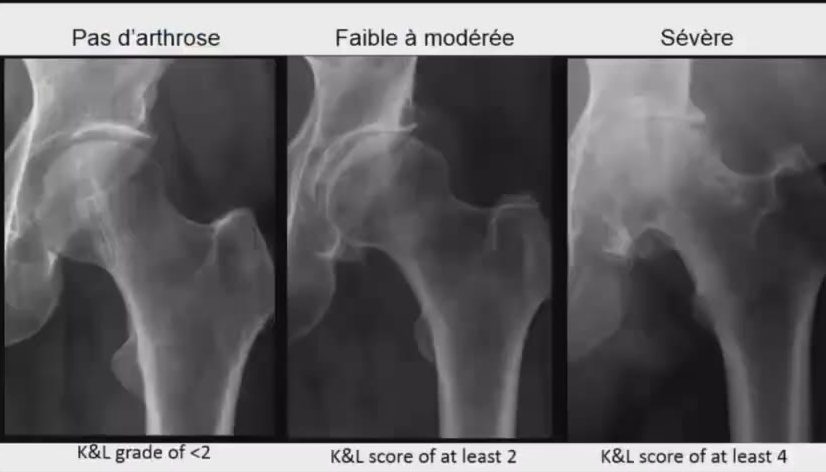 Pas d’arthrose
Faible à modérée
Sévère
K&L grade of <2
K&L score of at least 2
K&L score of at least 4